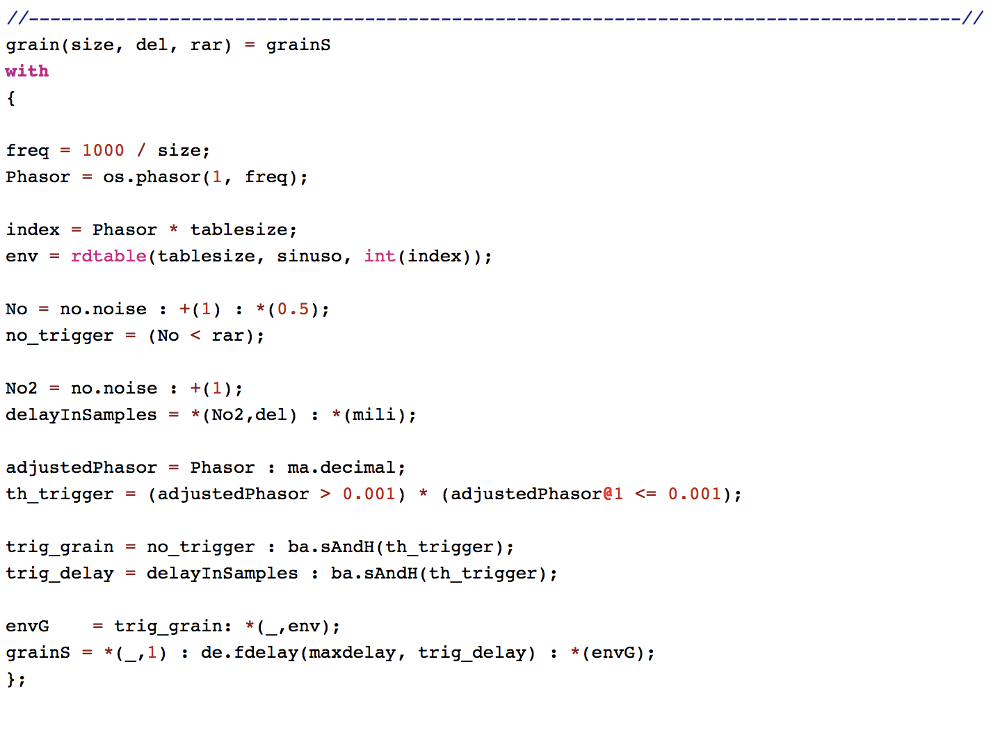 //--------------------------------------------------------------------------------------//
grain(size, del, rar) = grainS
with
{
freq = 1000 / size;
Phasor = os.phasor(1, freq);
index = Phasor * tablesize;
env = rdtable(tablesize, sinuso, int(index));
No = no.noise : +(1) : *(0.5);
no_trigger = (No < rar);
No2 = no.noise : +(1);
delayInSamples = *(No2,del) : *(mili);
adjustedPhasor = Phasor : ma.decimal;
th_trigger = (adjustedPhasor > 0.001) * (adjustedPhasor@1 <= 0.001);
trig_grain = no_trigger : ba.sAndH(th_trigger);
trig_delay = delayInSamples : ba.sAndH(th_trigger);
envG    = trig_grain: *(_,env);
grainS = *(_,1) : de.fdelay(maxdelay, trig_delay) : *(envG);
};